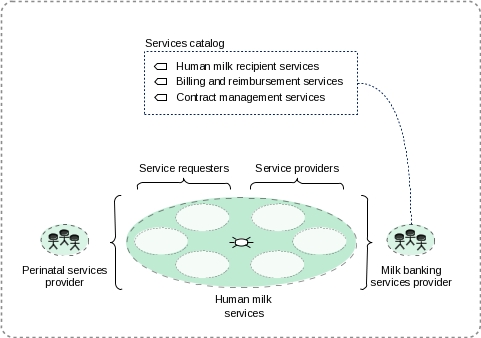 Services catalog
Human milk recipient services
Billing and reimbursement services
Contract management services
Service requesters
Service providers
Perinatal services
provider
Milk banking
services provider
Human milk
services